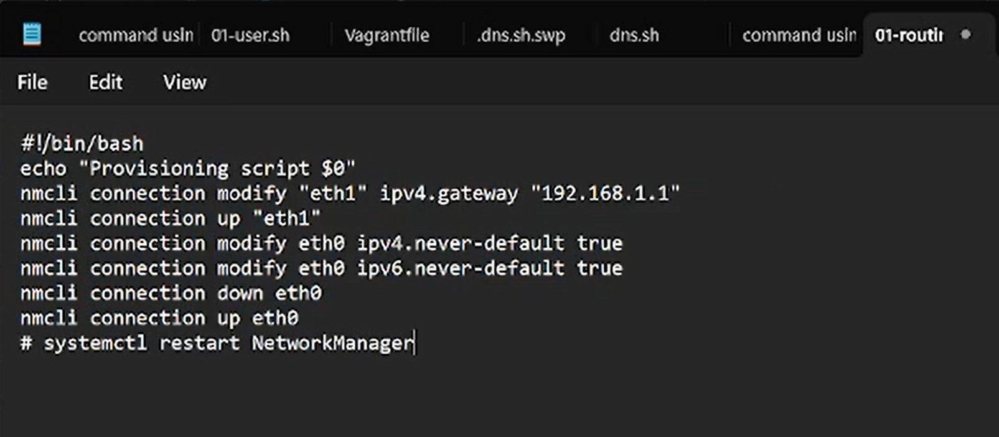 command usin 01-user.sh Vagrantfile .dns.sh.swp dns.sh command usin 01-routin
File Edit View
#!/bin/bash
echo "Provisioning script $0"
nmcli connection modify "eth1" ipv4.gateway "192.168.1.1"
nmcli connection up "eth1"
nmcli connection modify eth0 ipv4.never-default true
nmcli connection modify eth0 ipv6.never-default true
nmcli connection down eth0
nmcli connection up eth0
# systemctl restart NetworkManager